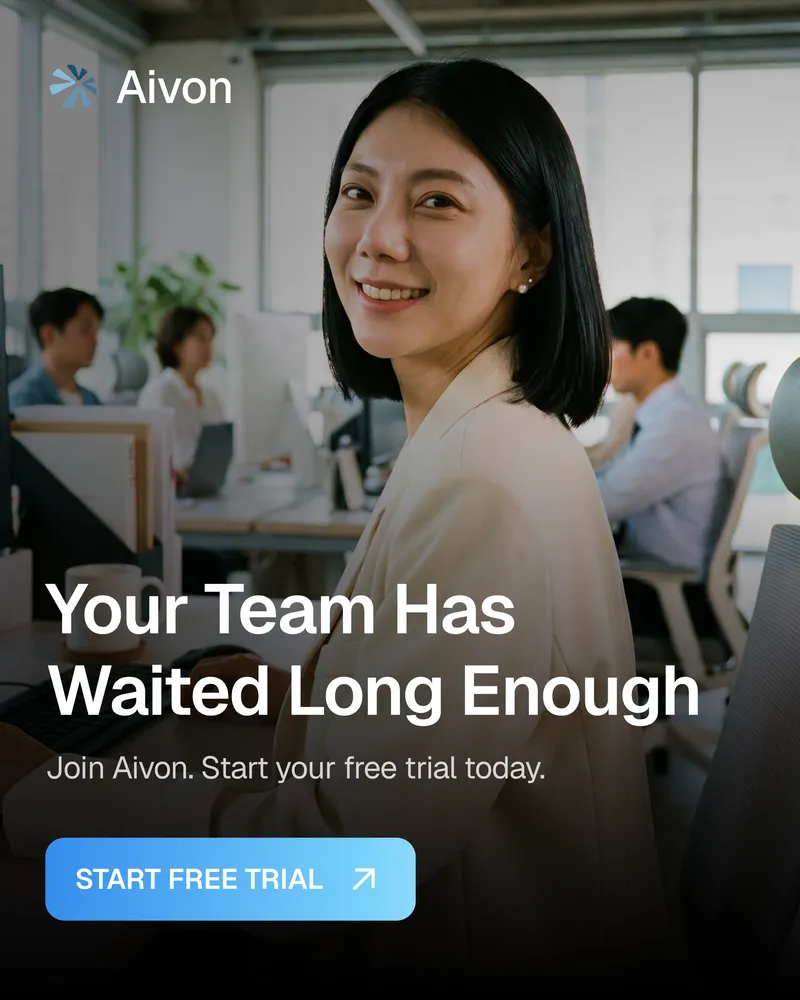 Aivon
Your Team Has
Waited Long Enough
Join Aivon. Start your free trial today.
START FREE TRIAL